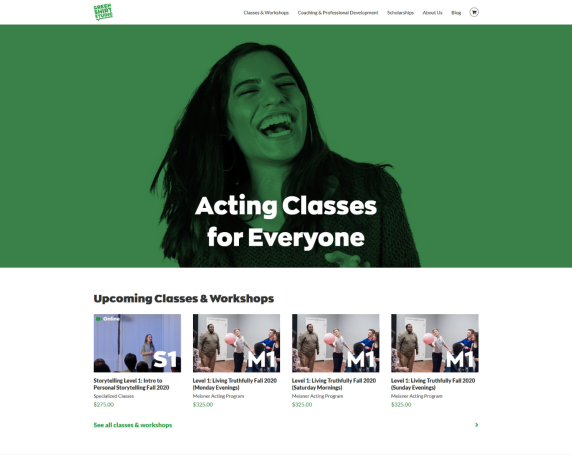 GREEN
SHIRT
STUDIO
Classes & Workshops
Coaching & Professional Development
Scholarships
About Us
Blog
Acting Classes
for Everyone
Upcoming Classes & Workshops
Online
S1
M1
M1
M1
Storytelling Level 1: Intro to
Personal Storytelling Fall 2020
Specialized Classes
$275.00
Level 1: Living Truthfully Fall 2020
(Monday Evenings)
Meisner Acting Program
$325.00
Level 1: Living Truthfully Fall 2020
(Saturday Mornings)
Meisner Acting Program
$325.00
Level 1: Living Truthfully Fall 2020
(Sunday Evenings)
Meisner Acting Program
$325.00
See all classes & workshops